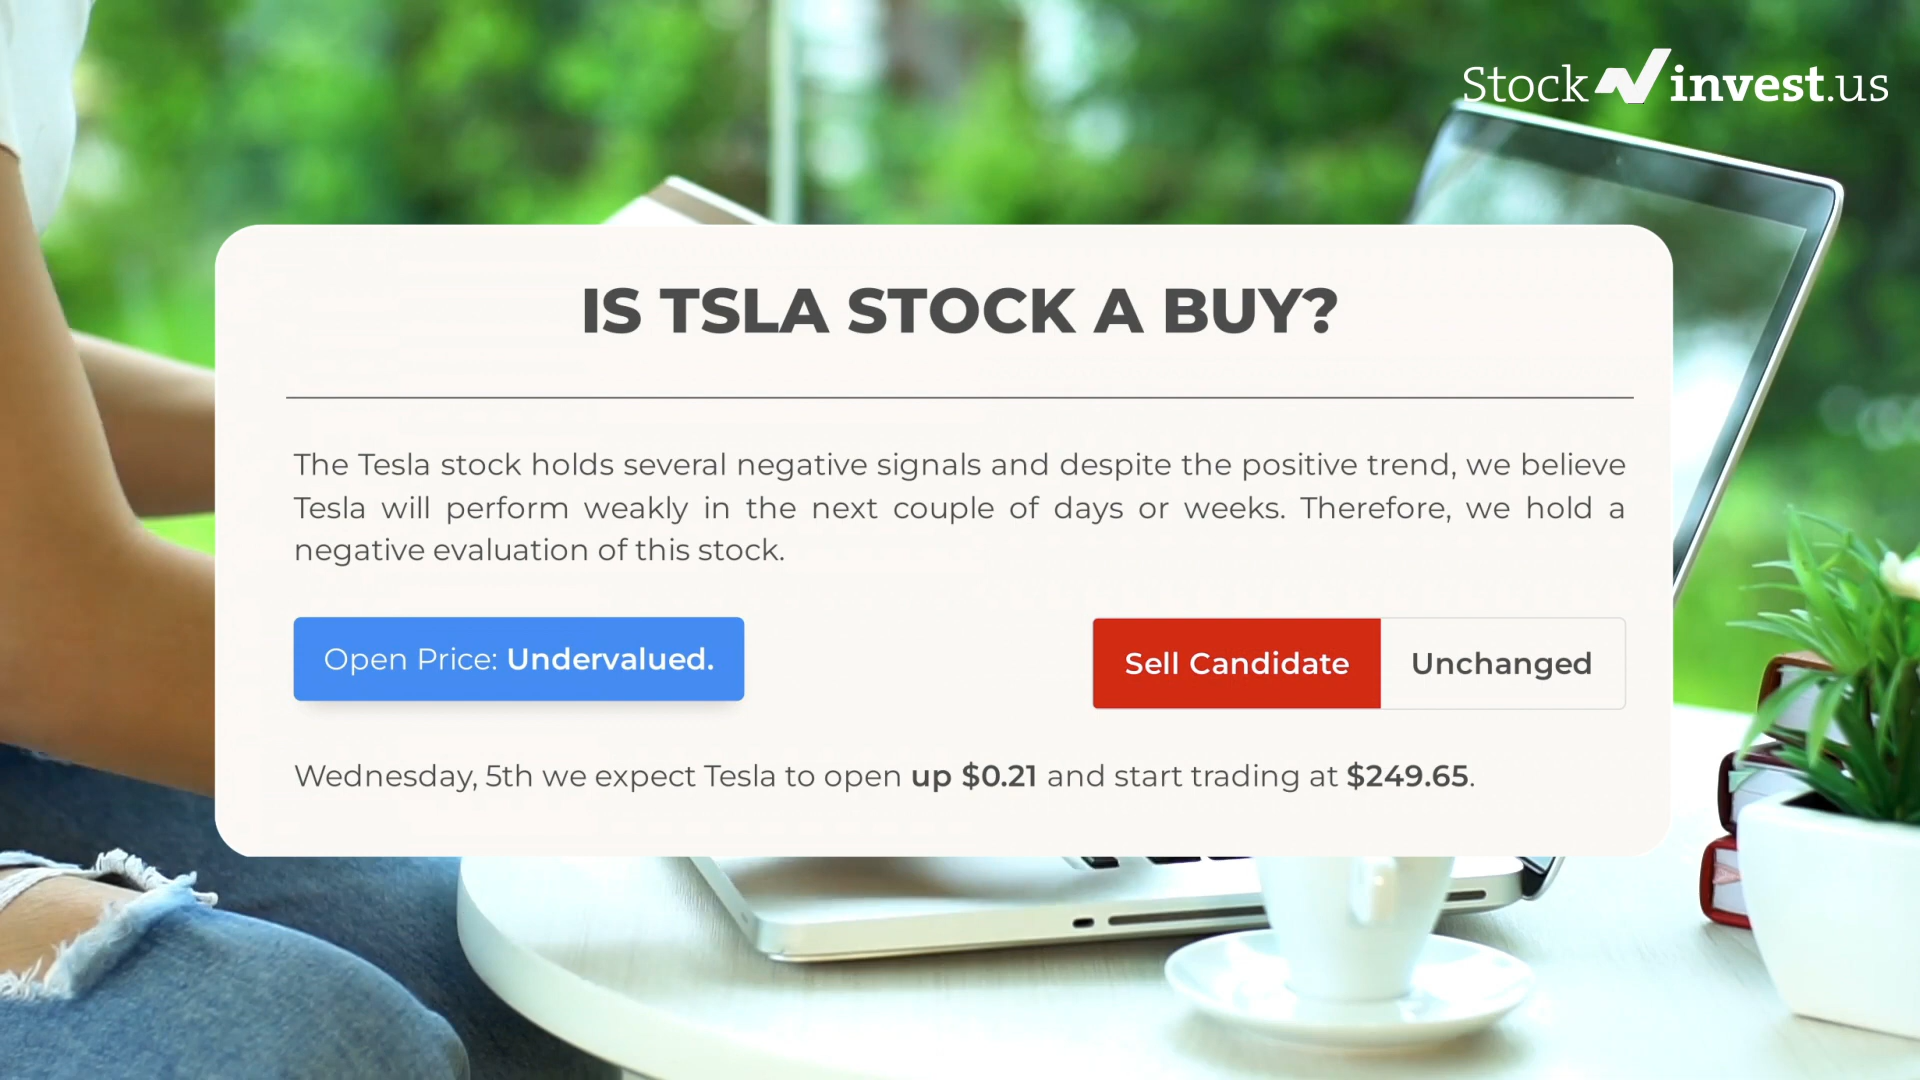 Stock invest.us
IS TSLA STOCK A BUY?
The Tesla stock holds several negative signals and despite the positive trend, we believe
Tesla will perform weakly in the next couple of days or weeks. Therefore, we hold a
negative evaluation of this stock.
Open Price: Undervalued.
Sell Candidate Unchanged
Wednesday, 5th we expect Tesla to open up $0.21 and start trading at $249.65.